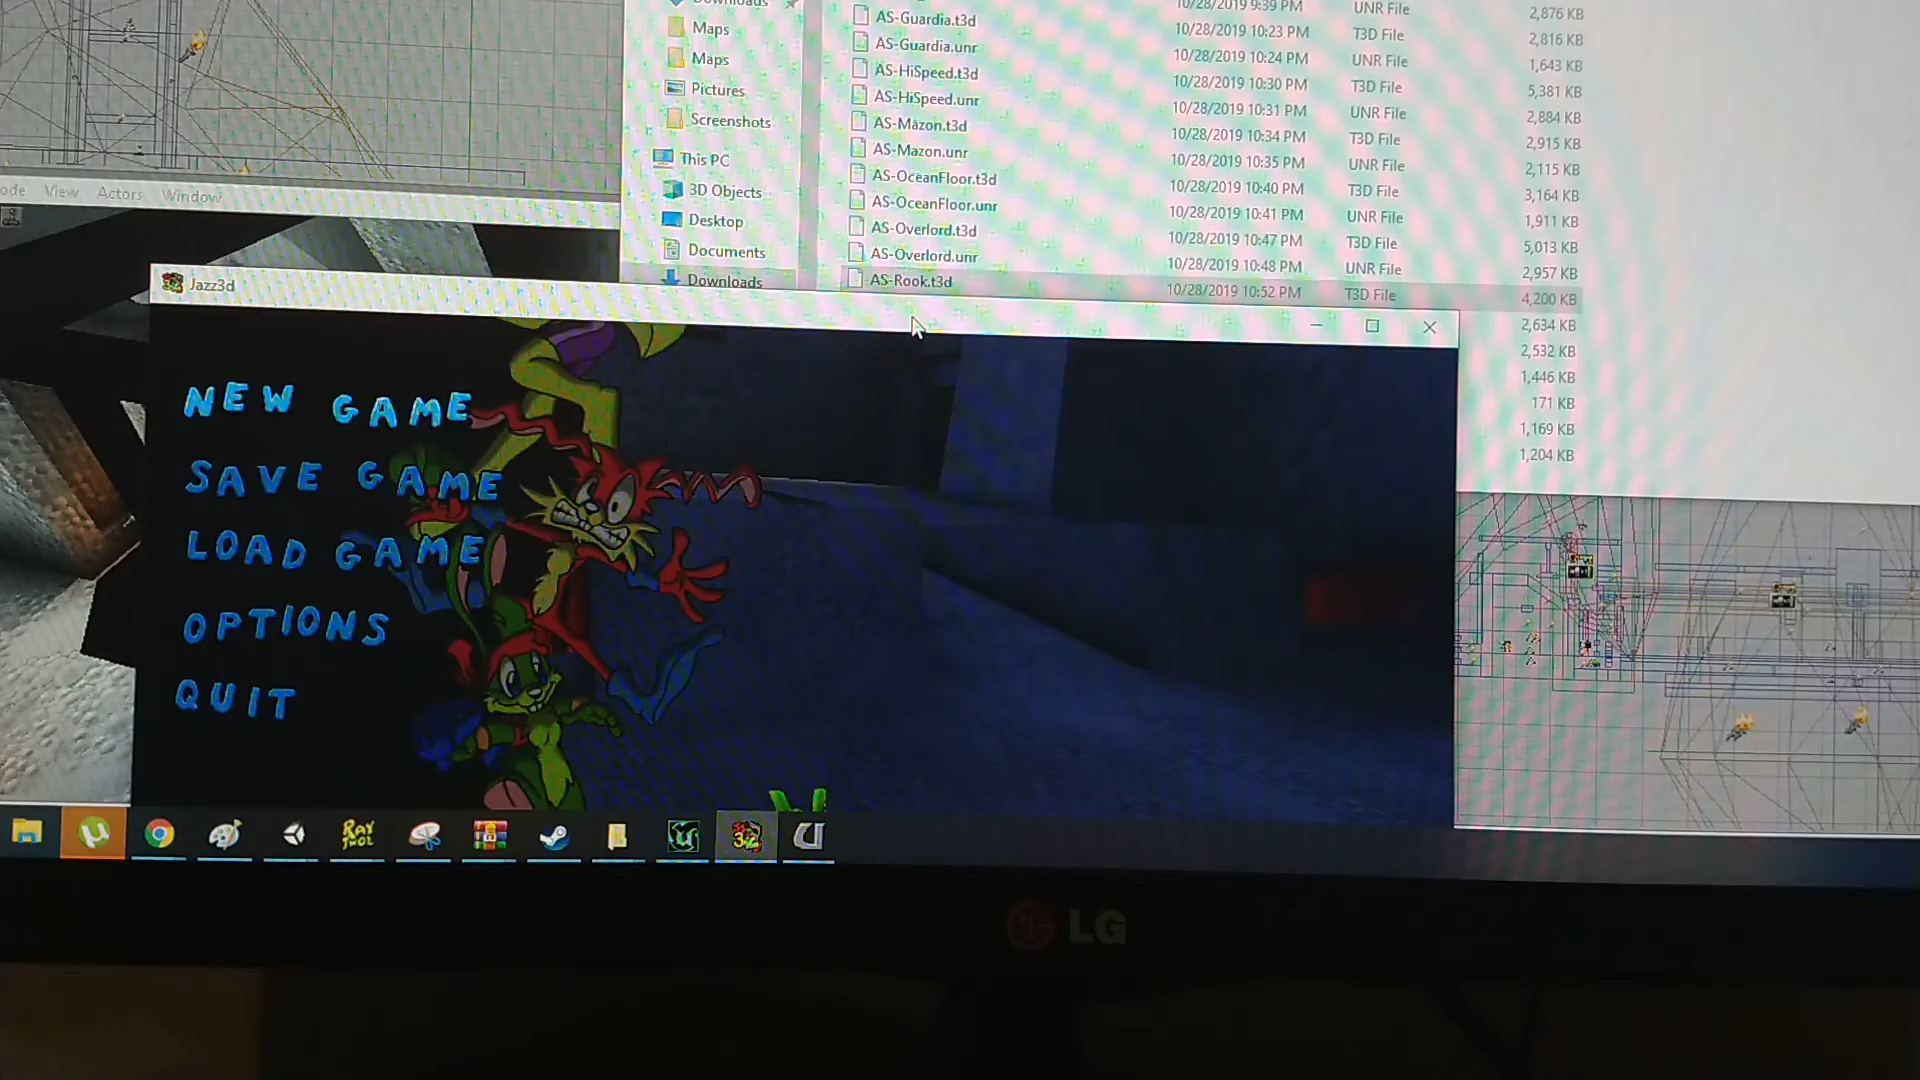 Downloads
Maps
Maps
Pictures
Screenshots
This PC
3D Objects
Desktop
Documents
Downloads
10/28/2019 9:39 PM UNR File 2,876 KB
AS-Guardia.t3d 10/28/2019 10:23 PM T3D File 2,816 KB
AS-Guardia.unr 10/28/2019 10:24 PM UNR File 1,643 KB
AS-HiSpeed.t3d 10/28/2019 10:30 PM T3D File 5,381 KB
AS-HiSpeed.unr 10/28/2019 10:31 PM UNR File 2,884 KB
AS-Mazon.t3d 10/28/2019 10:34 PM T3D File 2,915 KB
AS-Mazon.unr 10/28/2019 10:35 PM UNR File 2,115 KB
AS-OceanFloor.t3d 10/28/2019 10:40 PM T3D File 3,164 KB
AS-OceanFloor.unr 10/28/2019 10:41 PM UNR File 1,911 KB
AS-Overlord.t3d 10/28/2019 10:47 PM T3D File 5,013 KB
AS-Overlord.unr 10/28/2019 10:48 PM UNR File 2,957 KB
AS-Rook.t3d 10/28/2019 10:52 PM T3D File 4,200 KB
2,634 KB
2,532 KB
1,446 KB
171 KB
1,169 KB
1,204 KB
ode View Actors Window
Jazz3d
NEW GAME
SAVE GAME
LOAD GAME
OPTIONS
QUIT
RAY TWOL
LG